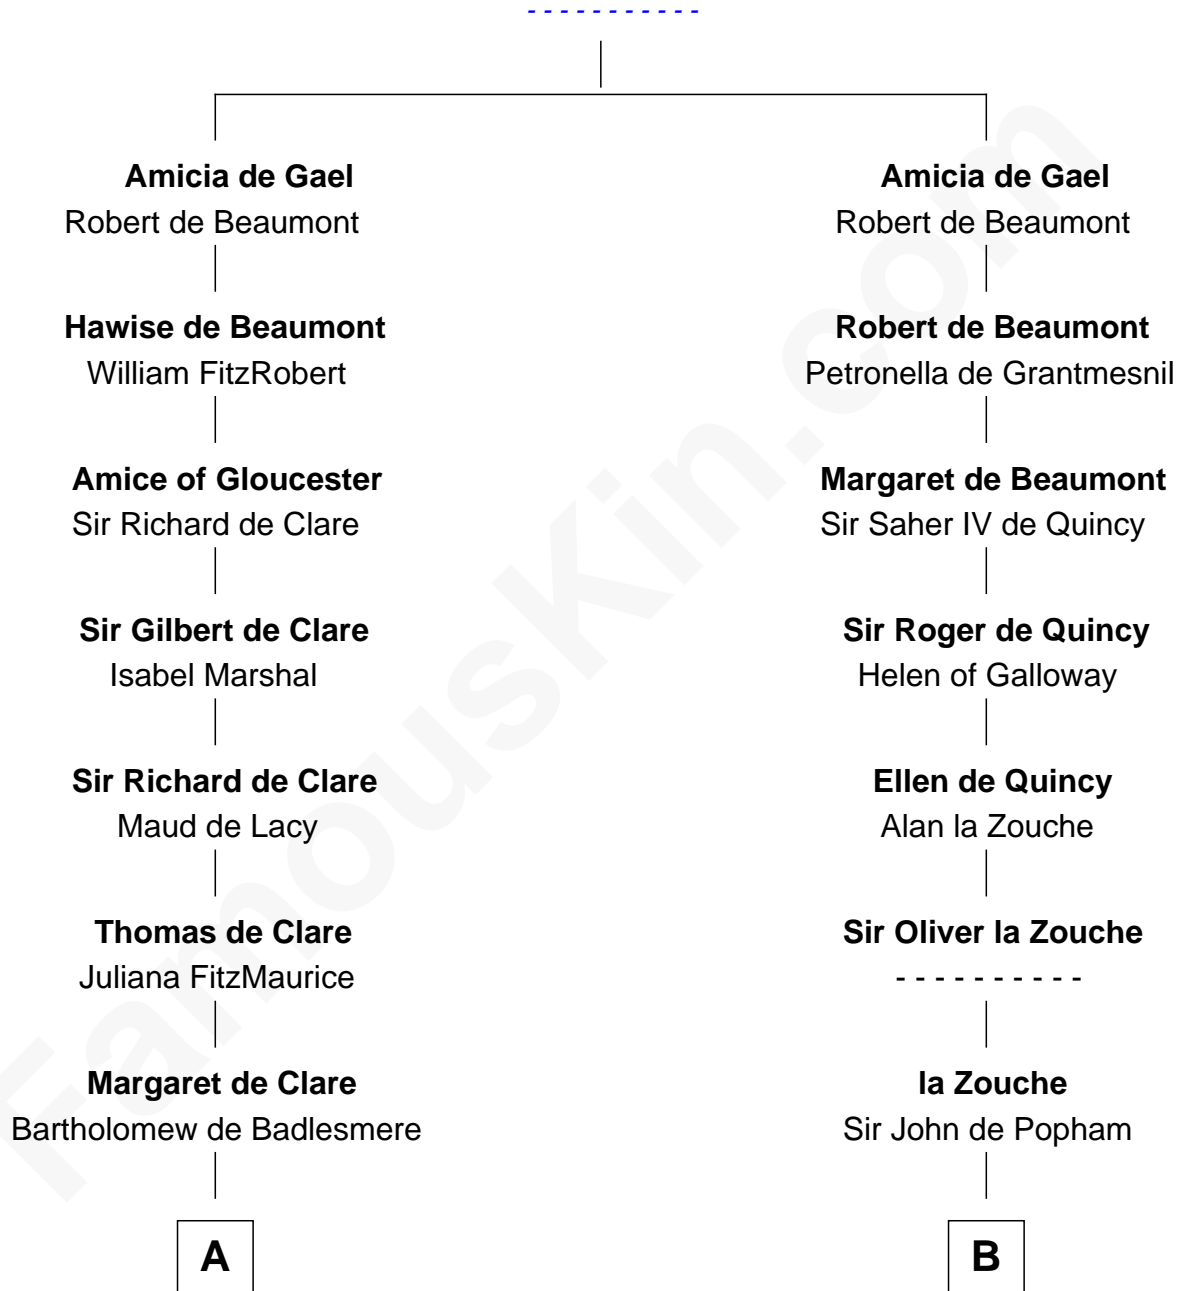 - - - - - - - - - - -
Amicia de Gael
Robert de Beaumont
Hawise de Beaumont
William FitzRobert
Amice of Gloucester
Sir Richard de Clare
Sir Gilbert de Clare
Isabel Marshal
Sir Richard de Clare
Maud de Lacy
Thomas de Clare
Juliana FitzMaurice
Margaret de Clare
Bartholomew de Badlesmere
A
Amicia de Gael
Robert de Beaumont
Robert de Beaumont
Petronella de Grantmesnil
Margaret de Beaumont
Sir Saher IV de Quincy
Sir Roger de Quincy
Helen of Galloway
Ellen de Quincy
Alan la Zouche
Sir Oliver la Zouche
- - - - - - - - - -
la Zouche
Sir John de Popham
B
FamousKin.com